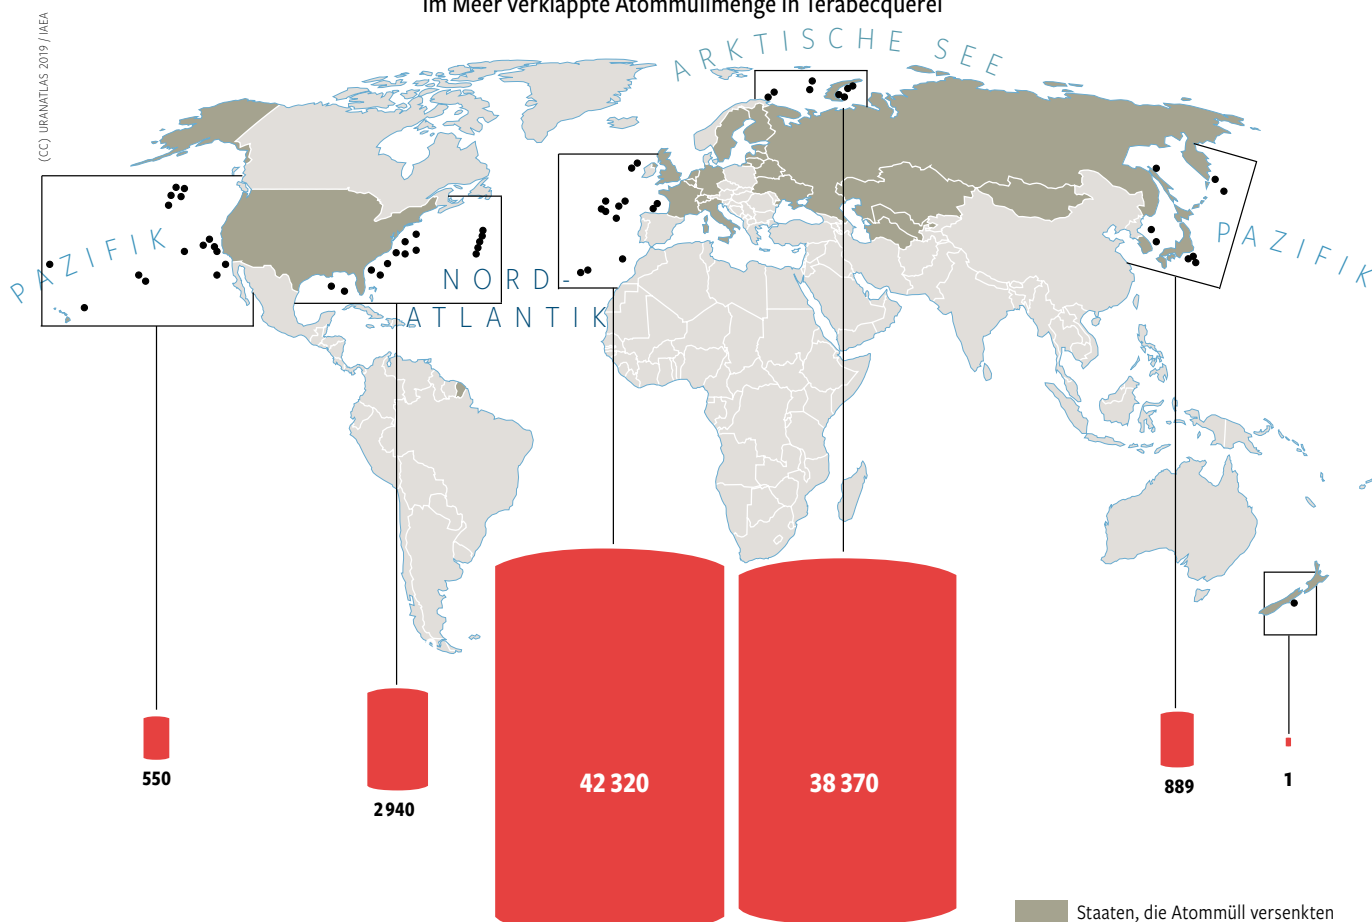 Im Meer verklappte Atommüllmenge in Terabecquerel
(CC) URANATLAS 2019 / IAEA
ARKTISCHE SEE
PAZIFIK
NORD-
ATLANTIK
PAZIFIK
550
2 940
42 320
38 370
889
1
Staaten, die Atommüll versenkten